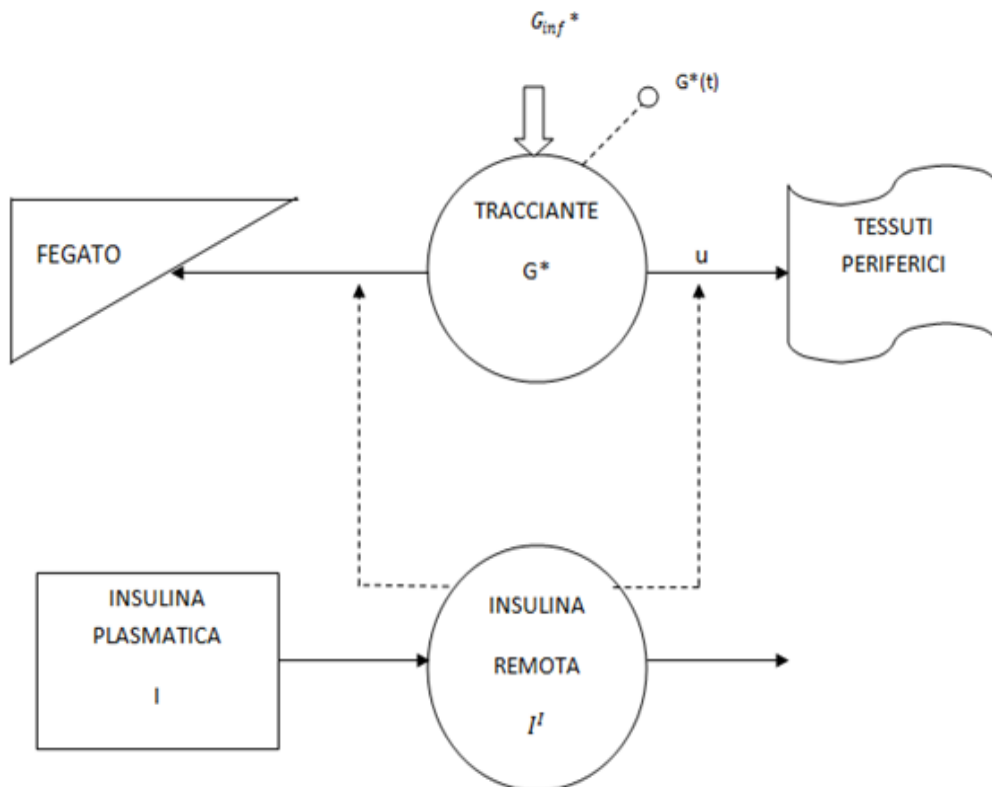 G_inf *
G*(t)
TRACCIANTE
G*
FEGATO
u
TESSUTI
PERIFERICI
INSULINA
PLASMATICA
I
INSULINA
REMOTA
I^I